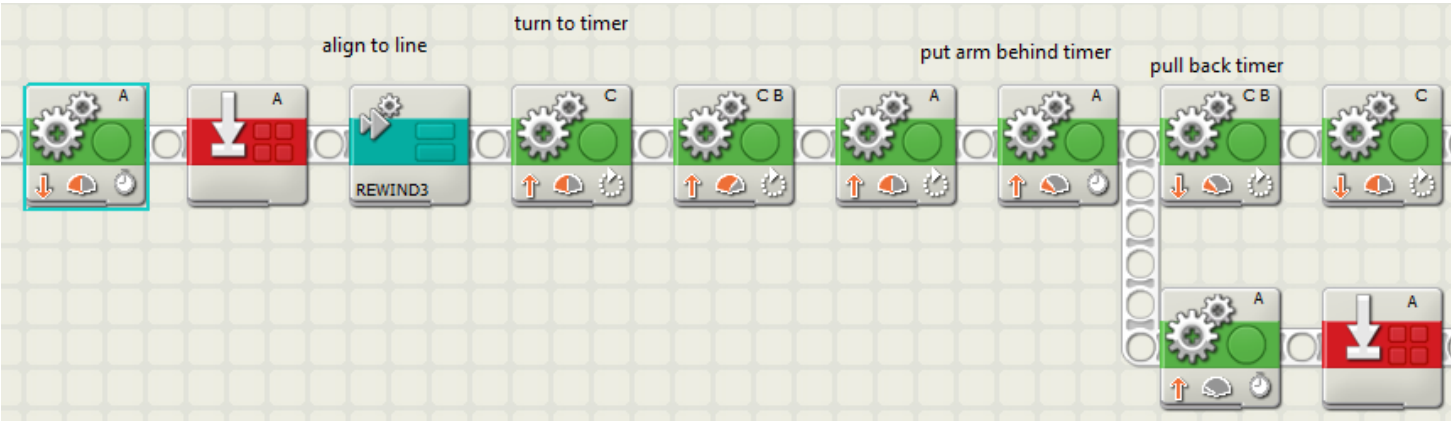 turn to timer
align to line
put arm behind timer
pull back timer
A
A
C
C B
A
A
C B
C
REWIND3
A
A